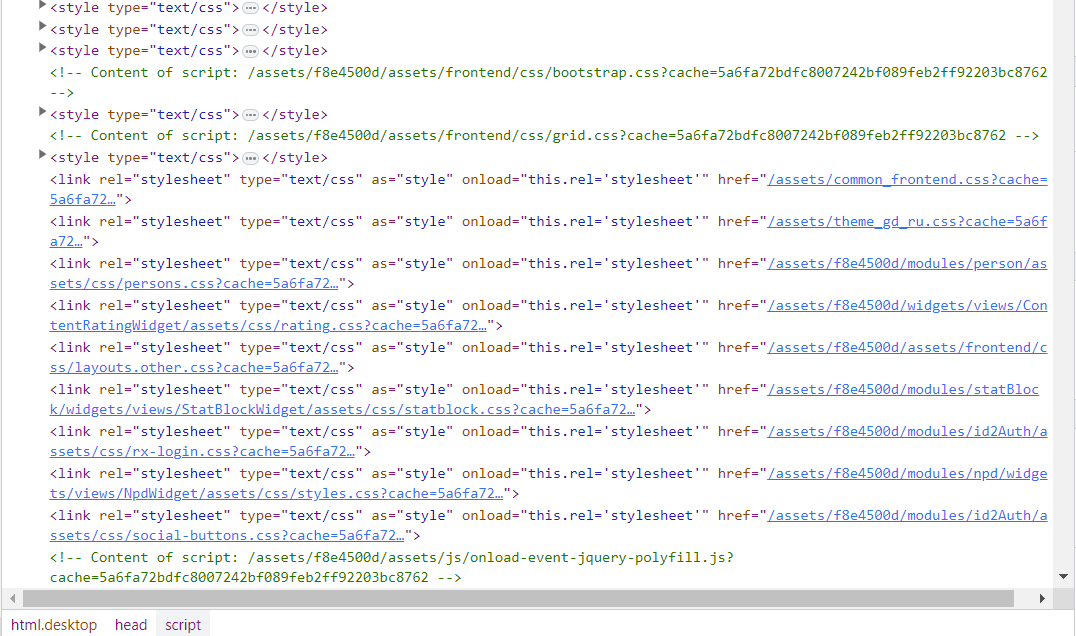 <style type="text/css"> … </style>
<style type="text/css"> … </style>
<style type="text/css"> … </style>
<!-- Content of script: /assets/f8e4500d/assets/frontend/css/bootstrap.css?cache=5a6fa72bdfc8007242bf089feb2ff92203bc8762
-->
<style type="text/css"> … </style>
<!-- Content of script: /assets/f8e4500d/assets/frontend/css/grid.css?cache=5a6fa72bdfc8007242bf089feb2ff92203bc8762 -->
<style type="text/css"> … </style>
<link rel="stylesheet" type="text/css" as="style" onload="this.rel='stylesheet'" href="/assets/common_frontend.css?cache=
5a6fa72…">
<link rel="stylesheet" type="text/css" as="style" onload="this.rel='stylesheet'" href="/assets/theme_gd_ru.css?cache=5a6f
a72…">
<link rel="stylesheet" type="text/css" as="style" onload="this.rel='stylesheet'" href="/assets/f8e4500d/modules/person/as
sets/css/persons.css?cache=5a6fa72…">
<link rel="stylesheet" type="text/css" as="style" onload="this.rel='stylesheet'" href="/assets/f8e4500d/widgets/views/Con
tentRatingWidget/assets/css/rating.css?cache=5a6fa72…">
<link rel="stylesheet" type="text/css" as="style" onload="this.rel='stylesheet'" href="/assets/f8e4500d/assets/frontend/c
ss/layouts.other.css?cache=5a6fa72…">
<link rel="stylesheet" type="text/css" as="style" onload="this.rel='stylesheet'" href="/assets/f8e4500d/modules/statBloc
k/widgets/views/StatBlockWidget/assets/css/statblock.css?cache=5a6fa72…">
<link rel="stylesheet" type="text/css" as="style" onload="this.rel='stylesheet'" href="/assets/f8e4500d/modules/id2Auth/a
ssets/css/rx-login.css?cache=5a6fa72…">
<link rel="stylesheet" type="text/css" as="style" onload="this.rel='stylesheet'" href="/assets/f8e4500d/modules/npd/widge
ts/views/NpdWidget/assets/css/styles.css?cache=5a6fa72…">
<link rel="stylesheet" type="text/css" as="style" onload="this.rel='stylesheet'" href="/assets/f8e4500d/modules/id2Auth/a
ssets/css/social-buttons.css?cache=5a6fa72…">
<!-- Content of script: /assets/f8e4500d/assets/js/onload-event-jquery-polyfill.js?
cache=5a6fa72bdfc8007242bf089feb2ff92203bc8762 -->
html.desktop head script